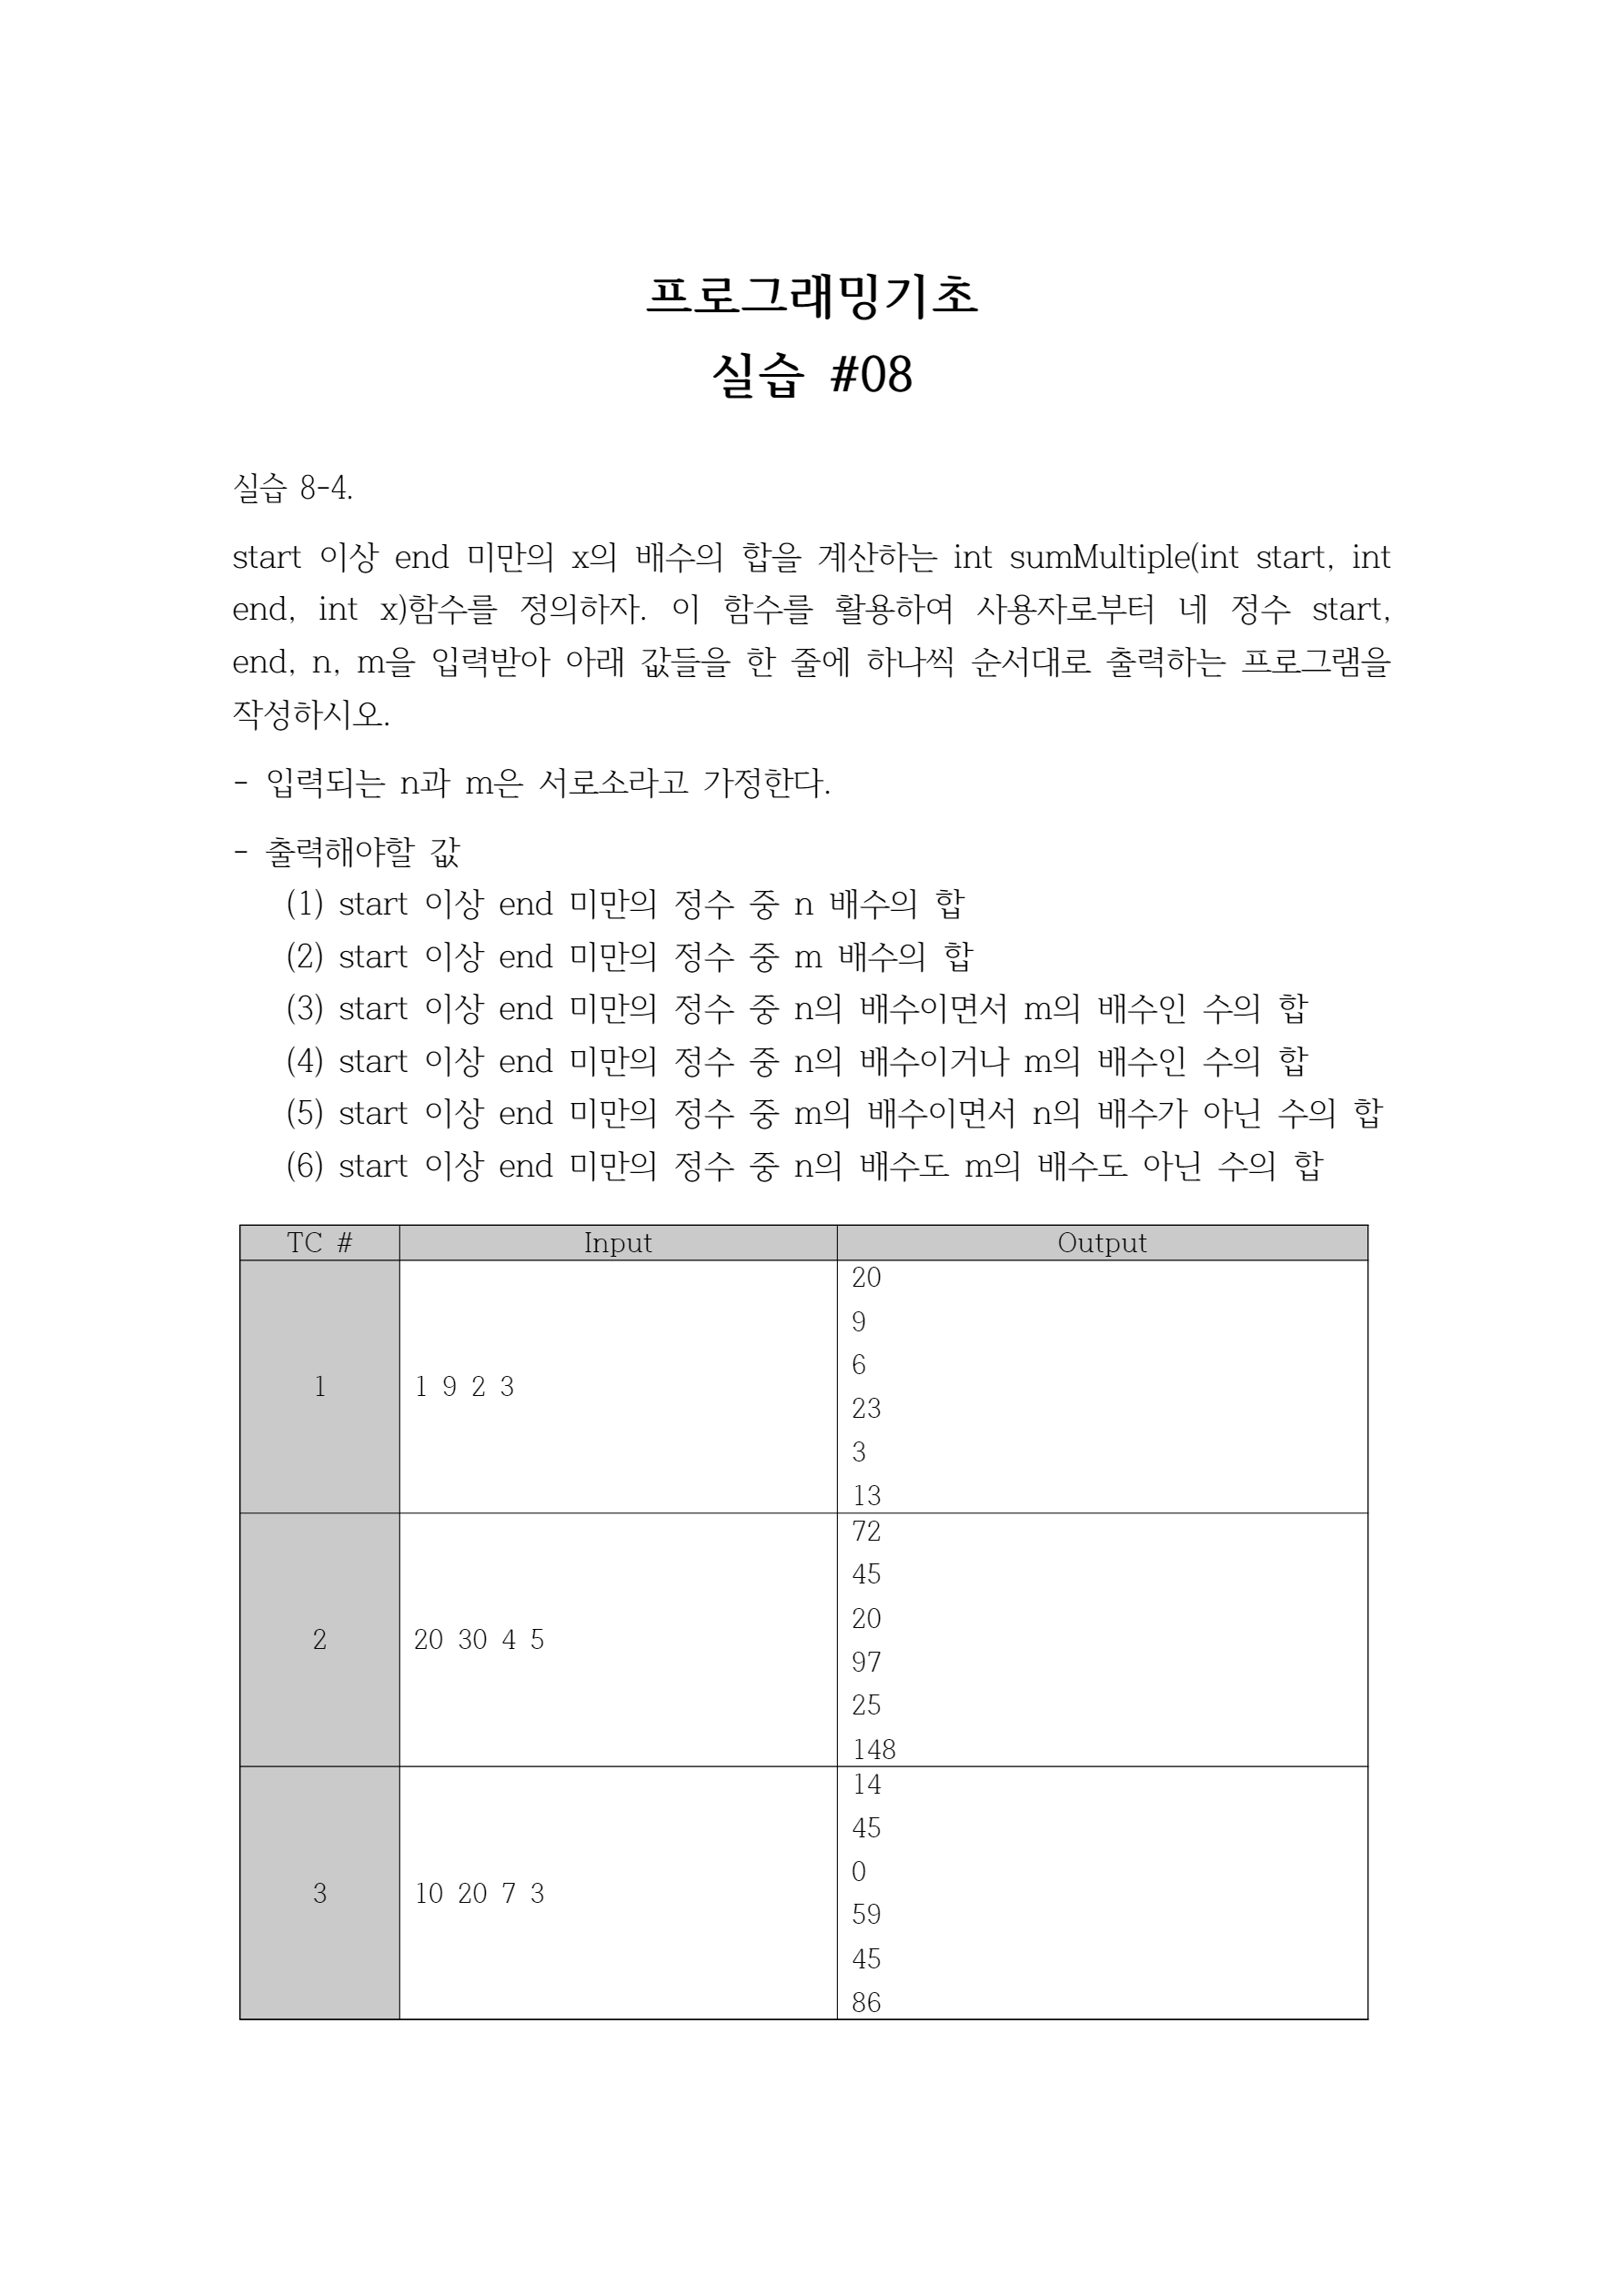 프로그래밍기초
실습 #08
실습 8-4.
start 이상 end 미만의 x의 배수의 합을 계산하는 int sumMultiple(int start, int
end, int x)함수를 정의하자. 이 함수를 활용하여 사용자로부터 네 정수 start,
end, n, m을 입력받아 아래 값들을 한 줄에 하나씩 순서대로 출력하는 프로그램을
작성하시오.
- 입력되는 n과 m은 서로소라고 가정한다.
- 출력해야할 값
(1) start 이상 end 미만의 정수 중 n 배수의 합
(2) start 이상 end 미만의 정수 중 m 배수의 합
(3) start 이상 end 미만의 정수 중 n의 배수이면서 m의 배수인 수의 합
(4) start 이상 end 미만의 정수 중 n의 배수이거나 m의 배수인 수의 합
(5) start 이상 end 미만의 정수 중 m의 배수이면서 n의 배수가 아닌 수의 합
(6) start 이상 end 미만의 정수 중 n의 배수도 m의 배수도 아닌 수의 합
TC # Input Output
1
1 9 2 3
20
9
6
23
3
13
2
20 30 4 5
72
45
20
97
25
148
3
10 20 7 3
14
45
0
59
45
86